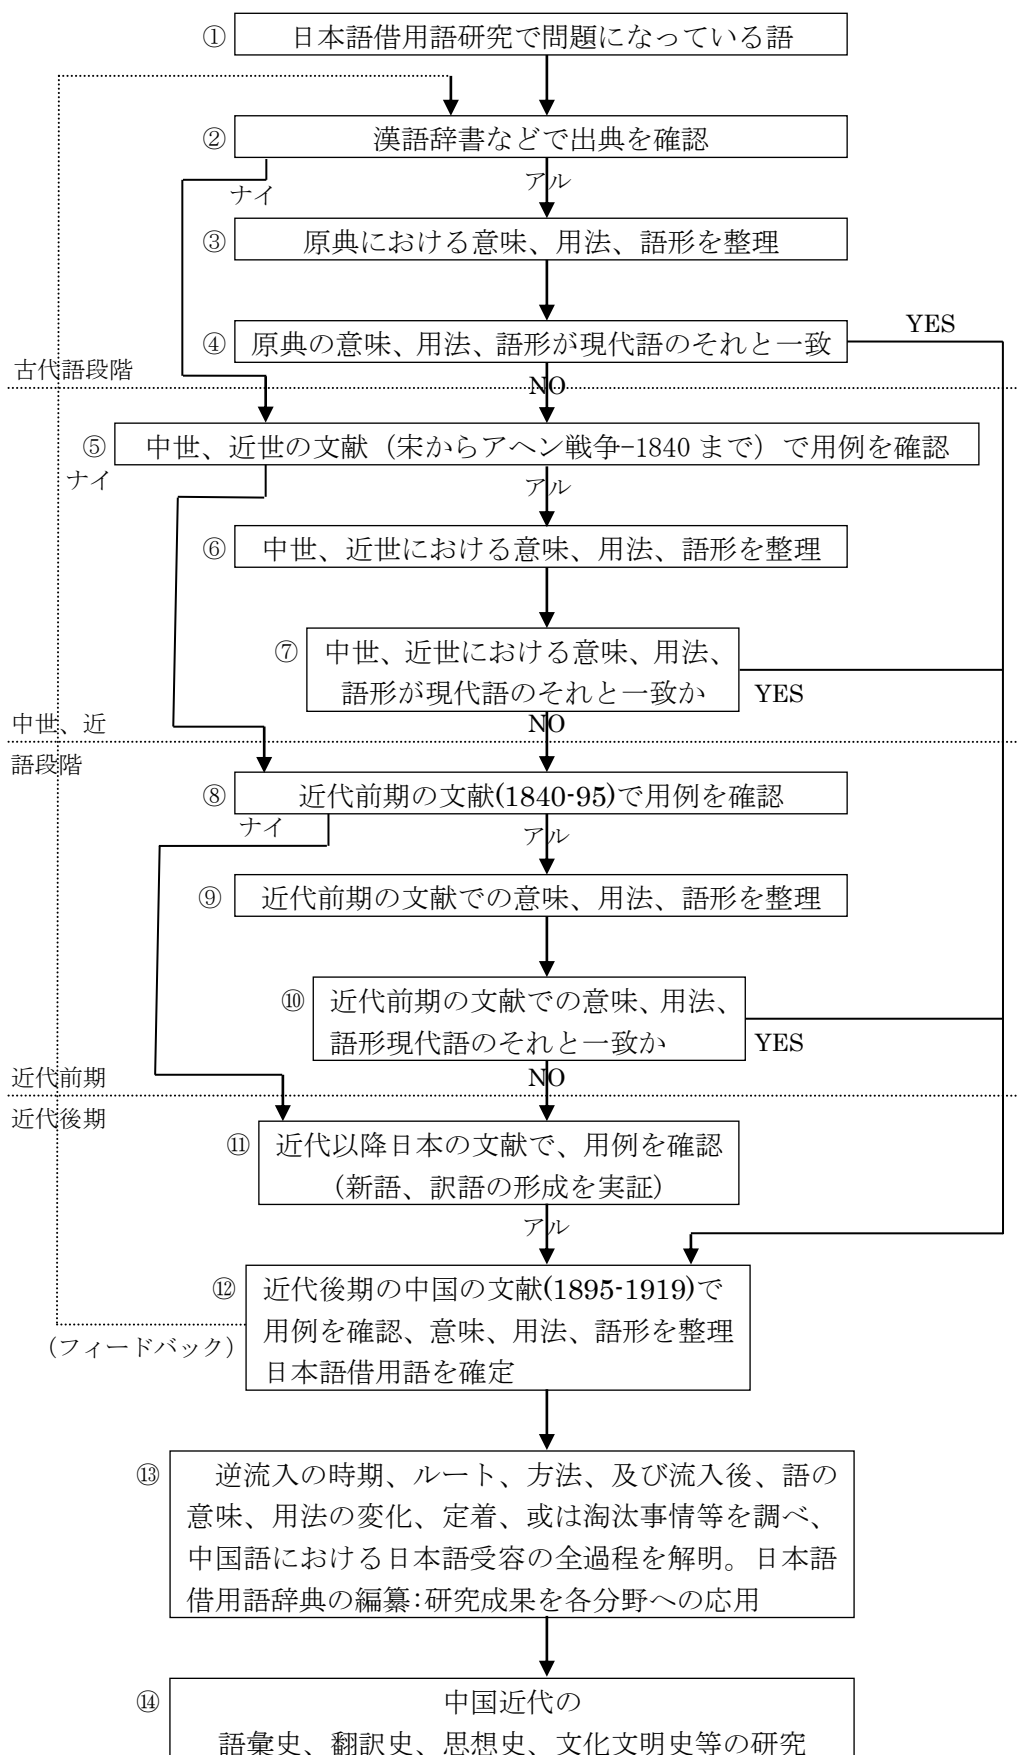 ① 日本語借用語研究で問題になっている語
② 漢語辞書などで出典を確認
ナイ
アル
③ 原典における意味、用法、語形を整理
④ 原典の意味、用法、語形が現代語のそれと一致
YES
古代語段階
NO
⑤ 中世、近世の文献（宋からアヘン戦争−1840 まで）で用例を確認
ナイ
アル
⑥ 中世、近世における意味、用法、語形を整理
⑦ 中世、近世における意味、用法、
語形が現代語のそれと一致か
YES
中世、近
NO
語段階
⑧ 近代前期の文献(1840-95)で用例を確認
ナイ
アル
⑨ 近代前期の文献での意味、用法、語形を整理
⑩ 近代前期の文献での意味、用法、
語形現代語のそれと一致か
YES
近代前期
NO
近代後期
⑪ 近代以降日本の文献で、用例を確認
（新語、訳語の形成を実証）
アル
⑫ 近代後期の中国の文献(1895-1919)で
用例を確認、意味、用法、語形を整理
（フィードバック）
日本語借用語を確定
⑬ 逆流入の時期、ルート、方法、及び流入後、語の
意味、用法の変化、定着、或は淘汰事情等を調べ、
中国語における日本語受容の全過程を解明。日本語
借用語辞典の編纂：研究成果を各分野への応用
⑭ 中国近代の
語彙史、翻訳史、思想史、文化文明史等の研究